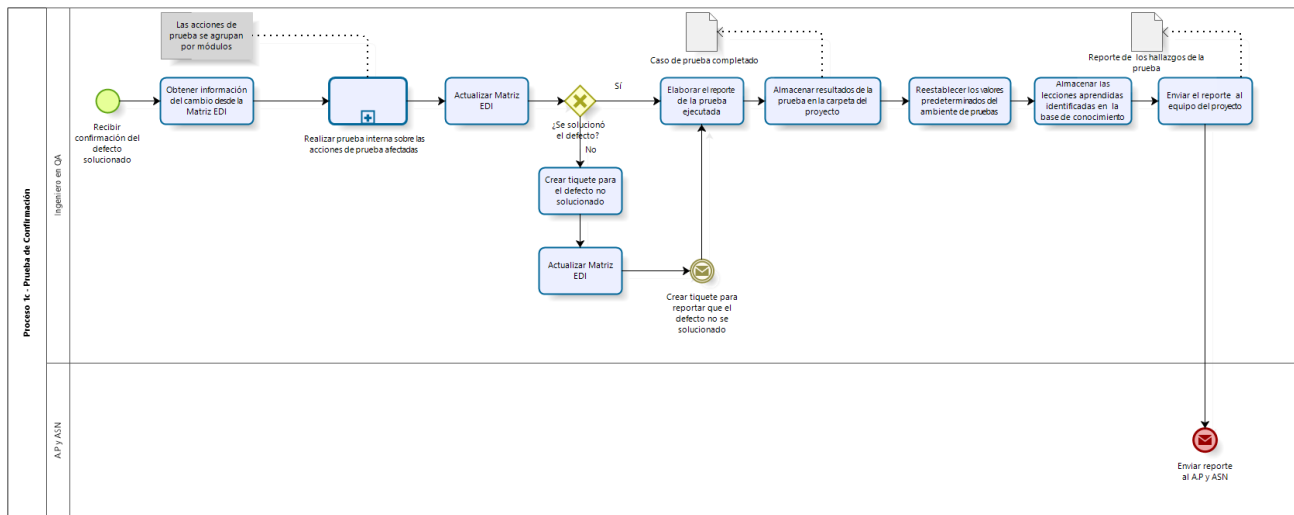 Proceso 1c - Prueba de Confirmación
Ingeniero en QA
Las acciones de
prueba se agrupan
por módulos
Recibir
confirmación del
defecto
solucionado
Obtener información
del cambio desde la
Matriz EDI
Realizar prueba interna sobre las
acciones de prueba afectadas
Actualizar Matriz
EDI
¿Se solucionó
el defecto?
Sí
No
Crear tiquete para
el defecto no
solucionado
Actualizar Matriz
EDI
Crear tiquete para
reportar que el
defecto no se
solucionado
Elaborar el reporte
de la prueba
ejecutada
Caso de prueba completado
Almacenar resultados de la
prueba en la carpeta del
proyecto
Reestablecer los valores
predeterminados del
ambiente de pruebas
Almacenar las
lecciones aprendidas
identificadas en la
base de conocimiento
Reporte de los hallazgos de la
prueba
Enviar el reporte al
equipo del proyecto
A.P y ASN
Enviar reporte
al A.P y ASN